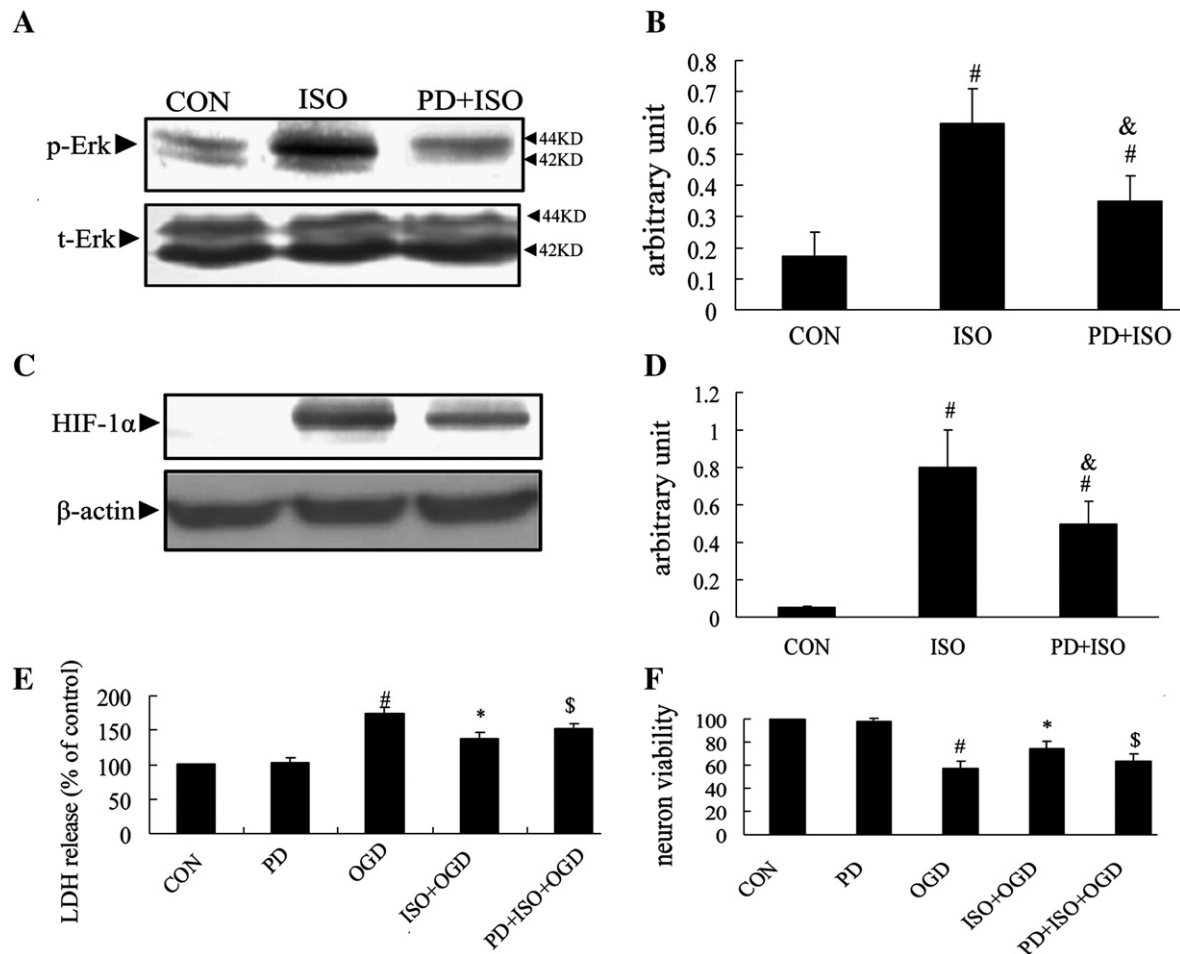 A
CON ISO PD+ISO
p-Erk
44KD
42KD
t-Erk
44KD
42KD
B
arbitrary unit
0.8
0.7
0.6
0.5
0.4
0.3
0.2
0.1
0
#
&
#
CON ISO PD+ISO
C
HIF-1α
β-actin
D
arbitrary unit
1.2
1
0.8
0.6
0.4
0.2
0
#
&
#
CON ISO PD+ISO
E
LDH release (% of control)
200
150
100
50
0
# * $
CON PD OGD ISO+OGD PD+ISO+OGD
F
neuron viability
100
80
60
40
20
0
# * $
CON PD OGD ISO+OGD PD+ISO+OGD